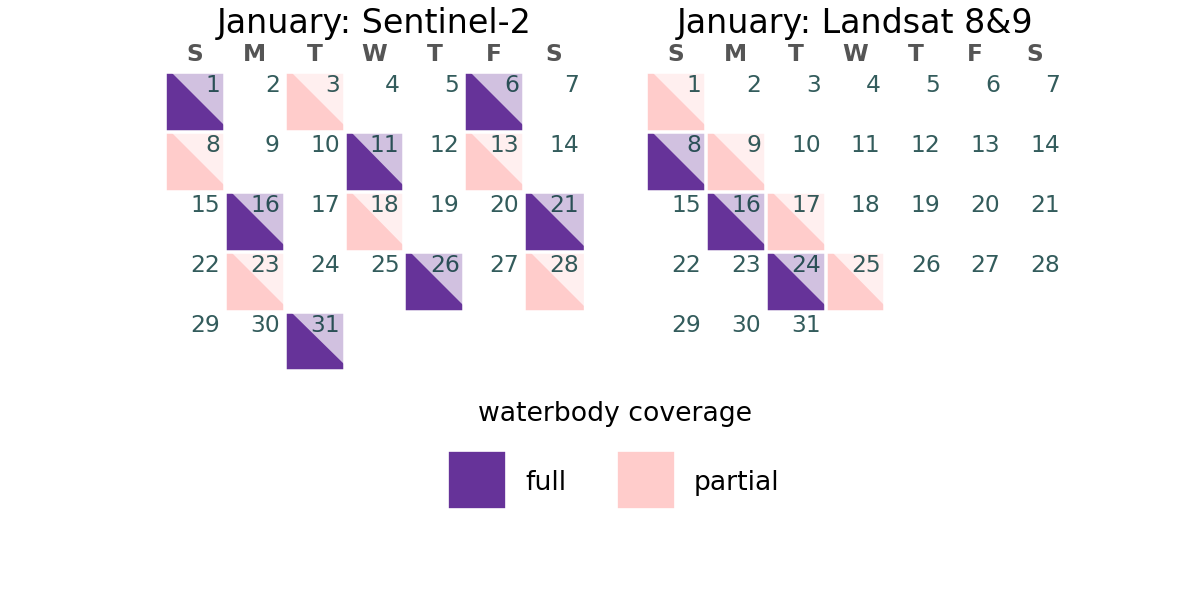 January: Sentinel-2
S M T W T F S
1 2 3 4 5 6 7
8 9 10 11 12 13 14
15 16 17 18 19 20 21
22 23 24 25 26 27 28
29 30 31
January: Landsat 8&9
S M T W T F S
1 2 3 4 5 6 7
8 9 10 11 12 13 14
15 16 17 18 19 20 21
22 23 24 25 26 27 28
29 30 31
waterbody coverage
full
partial